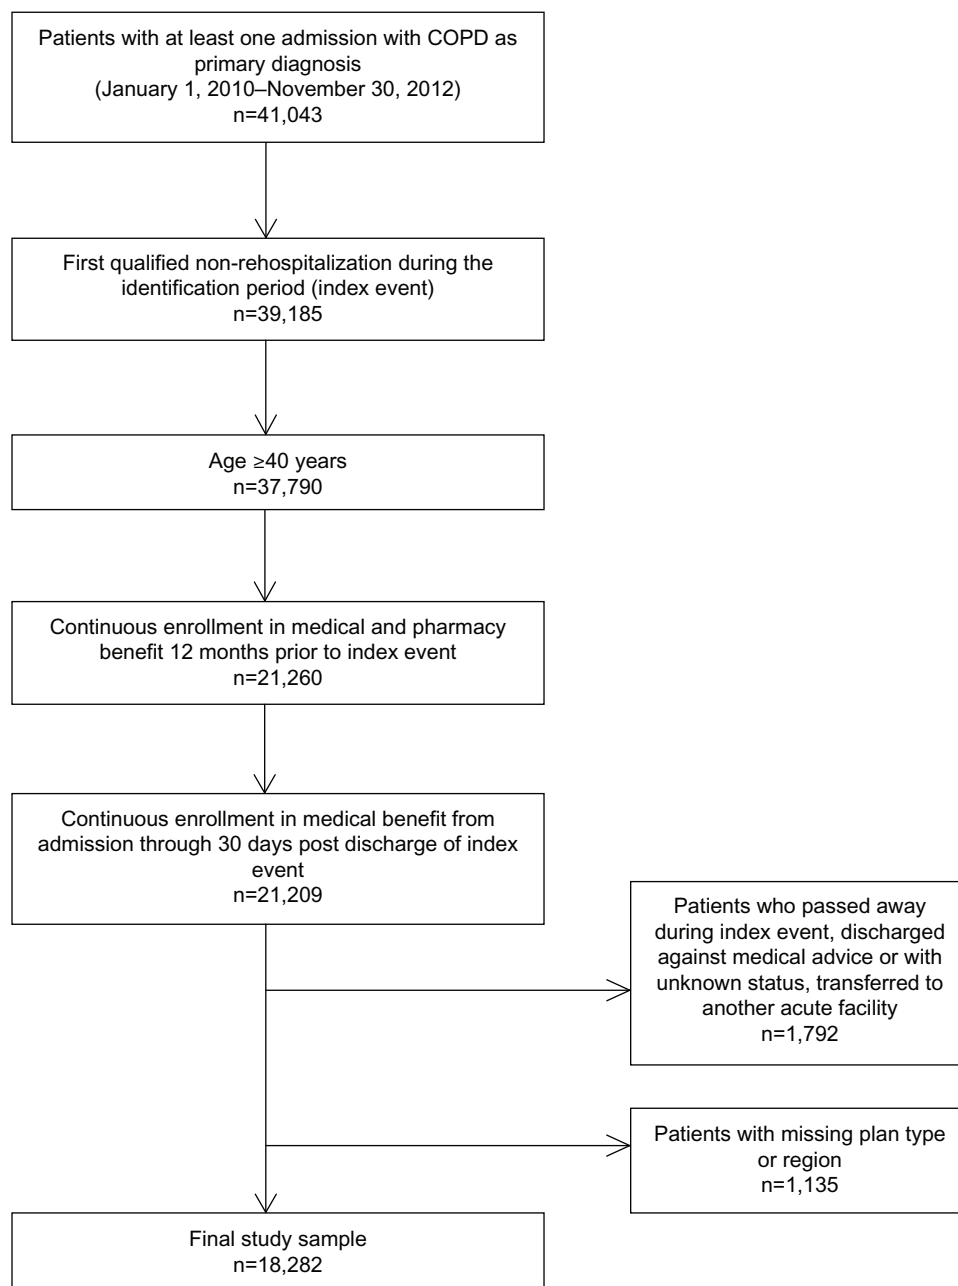 Patients with at least one admission with COPD as
primary diagnosis
(January 1, 2010–November 30, 2012)
n=41,043
First qualified non-rehospitalization during the
identification period (index event)
n=39,185
Age ≥40 years
n=37,790
Continuous enrollment in medical and pharmacy
benefit 12 months prior to index event
n=21,260
Continuous enrollment in medical benefit from
admission through 30 days post discharge of index
event
n=21,209
Patients who passed away
during index event, discharged
against medical advice or with
unknown status, transferred to
another acute facility
n=1,792
Patients with missing plan type
or region
n=1,135
Final study sample
n=18,282